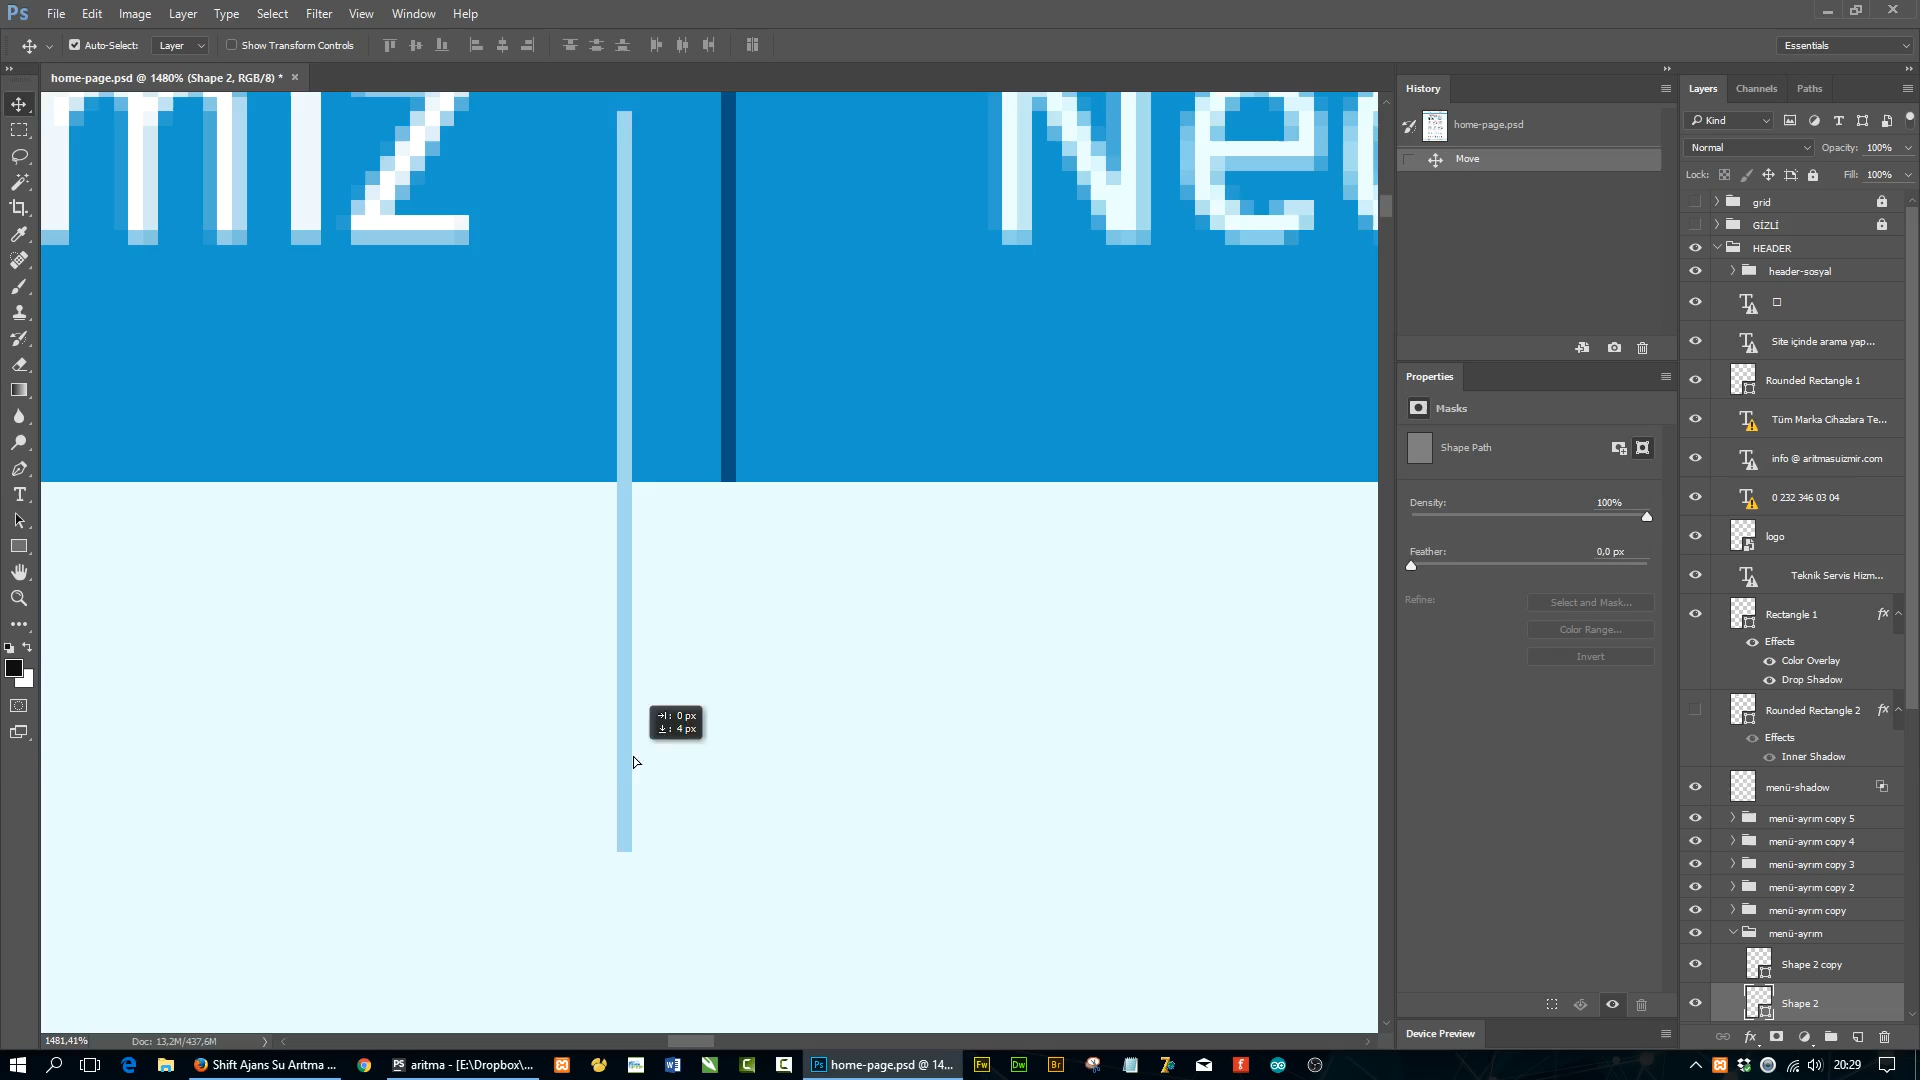 Ps File Edit Image Layer Type Select Filter View Window Help
Auto-Select: Layer Show Transform Controls Essentials
home-page.psd @ 1480% (Shape 2, RGB/8) *
miz Ne
History
home-page.psd
Move
Properties
Masks
Shape Path
Density: 100%
Feather: 0,0 px
Refine: Select and Mask...
Color Range...
Invert
Device Preview
Layers Channels Paths
Kind
Normal Opacity: 100%
Lock: Fill: 100%
grid
GİZLİ
HEADER
header-sosyal
Site içinde arama yap...
Rounded Rectangle 1
Tüm Marka Cihazlara Te...
info @ aritmasuizmir.com
0 232 346 03 04
logo
Teknik Servis Hizm...
Rectangle 1 fx
Effects
Color Overlay
Drop Shadow
Rounded Rectangle 2 fx
Effects
Inner Shadow
menü-shadow
menü-ayrım copy 5
menü-ayrım copy 4
menü-ayrım copy 3
menü-ayrım copy 2
menü-ayrım copy
menü-ayrım
Shape 2 copy
Shape 2
: 0 px
: 4 px
1481,41% Doc: 13,2M/437,6M
Shift Ajans Su Arıtma ... aritma - [E:\Dropbox\... home-page.psd @ 14... 20:29